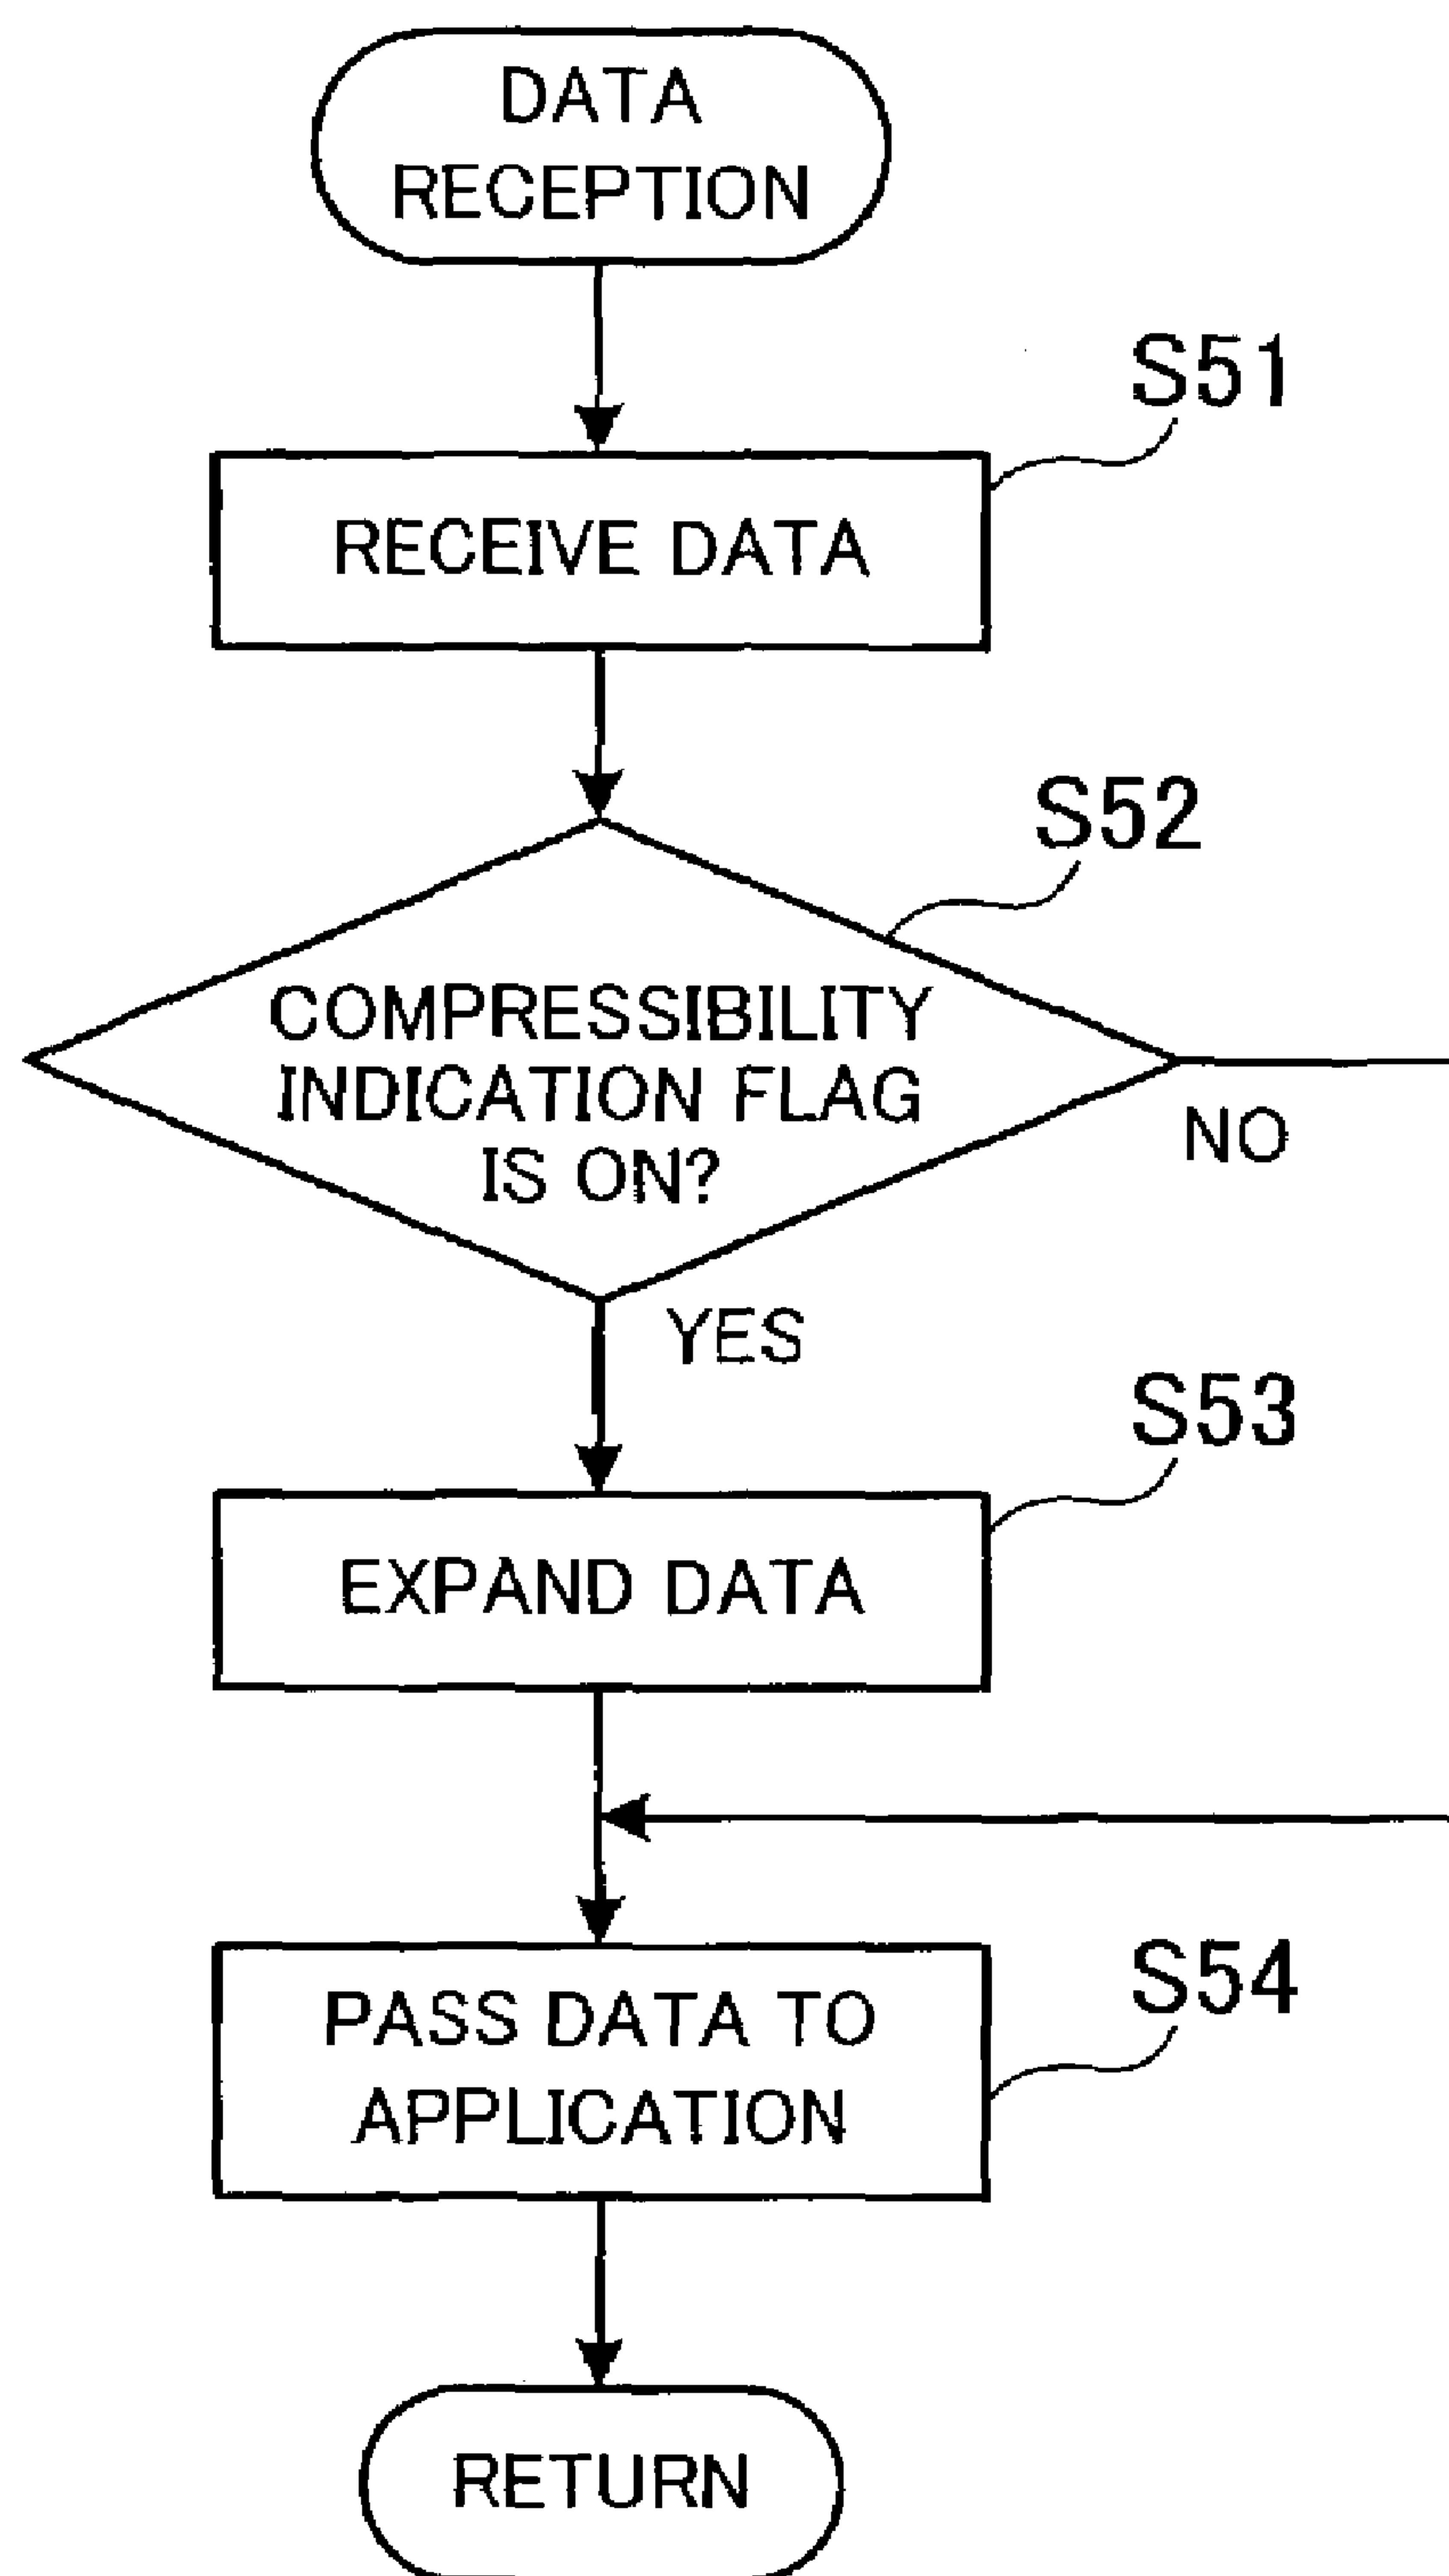 DATA
RECEPTION
S51
RECEIVE DATA
S52
COMPRESSIBILITY
INDICATION FLAG
IS ON?
NO
YES
S53
EXPAND DATA
S54
PASS DATA TO
APPLICATION
RETURN